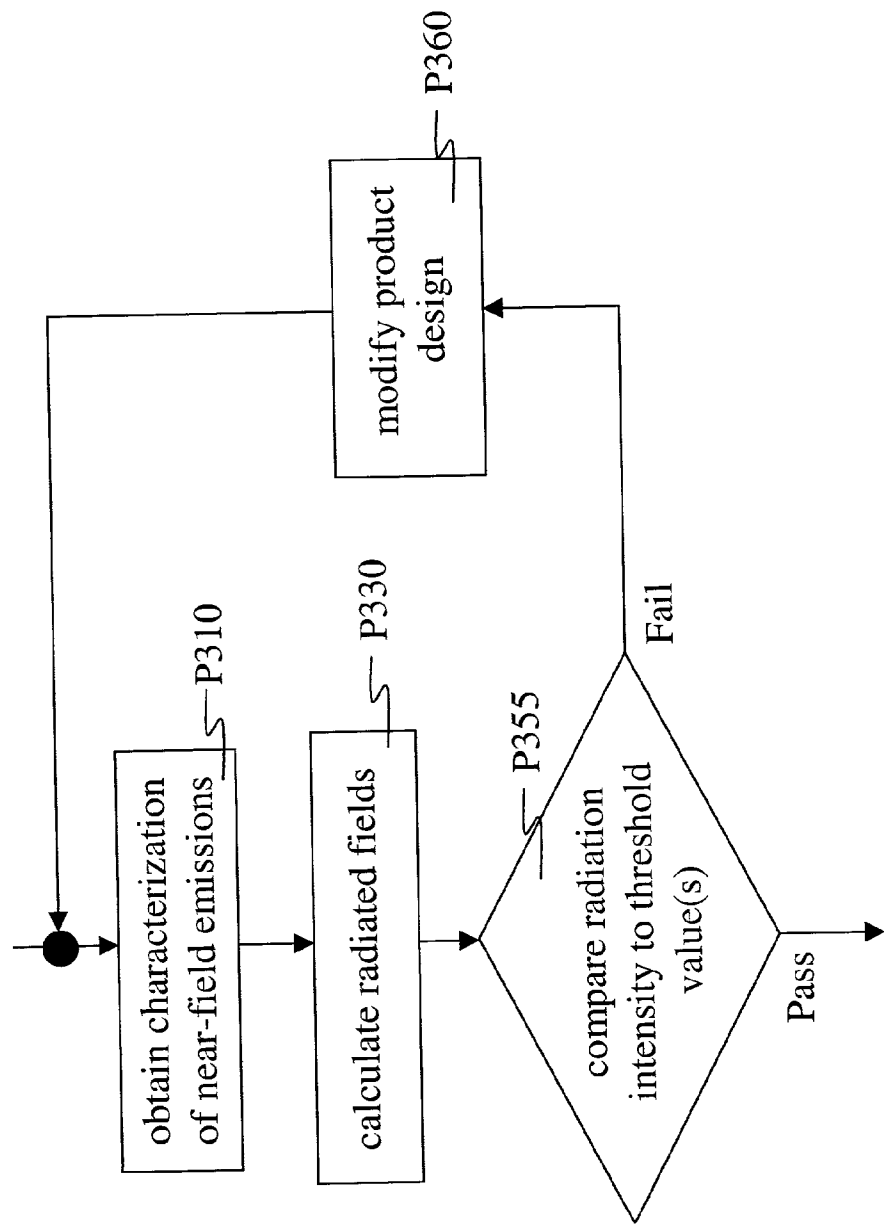 obtain characterization
of near-field emissions
P310
calculate radiated fields
P330
compare radiation
intensity to threshold
value(s)
P355
Pass
Fail
modify product
design
P360